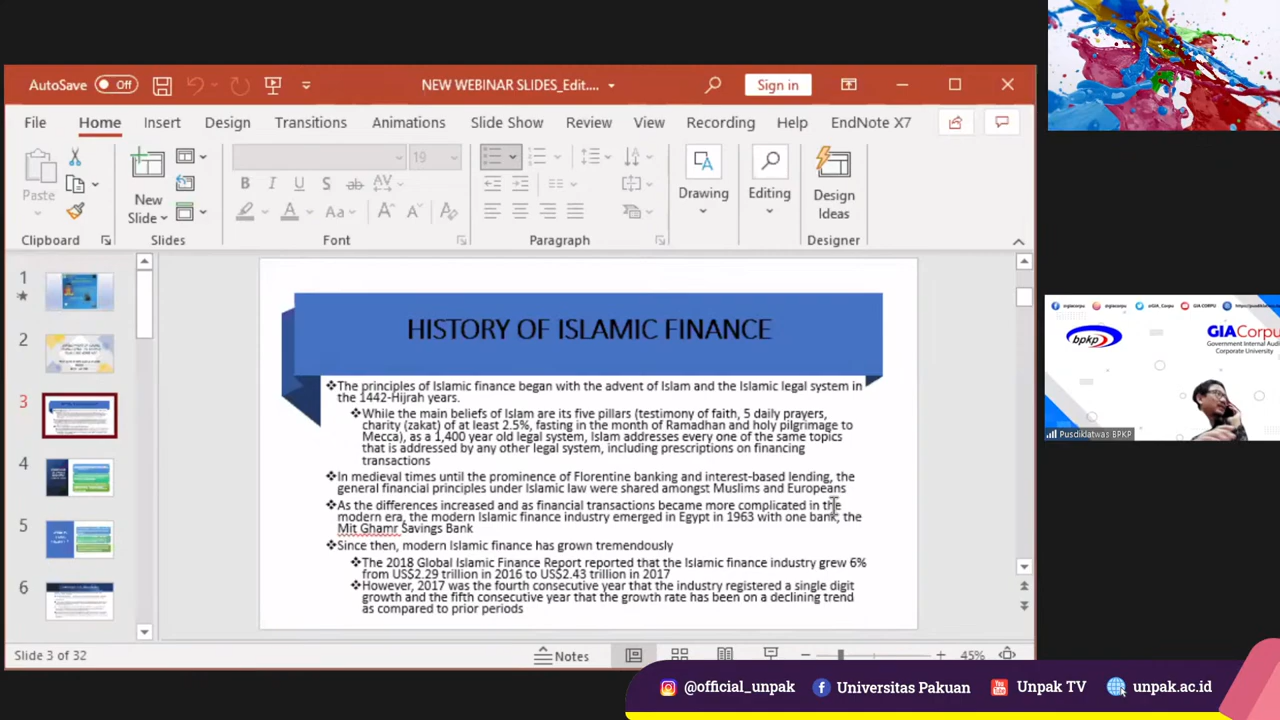 AutoSave Off
NEW WEBINAR SLIDES_Edit....
Sign in
File Home Insert Design Transitions Animations Slide Show Review View Recording Help EndNote X7
19
Paste
New
Slide
Drawing
Editing
Design
Ideas
Clipboard Slides Font Paragraph Designer
1
2
3
4
5
6
HISTORY OF ISLAMIC FINANCE
❖The principles of Islamic finance began with the advent of Islam and the Islamic legal system in
the 1442-Hijrah years.
❖While the main beliefs of Islam are its five pillars (testimony of faith, 5 daily prayers,
charity (zakat) of at least 2.5%, fasting in the month of Ramadhan and holy pilgrimage to
Mecca), as a 1,400 year old legal system, Islam addresses every one of the same topics
that is addressed by any other legal system, including prescriptions on financing
transactions
❖In medieval times until the prominence of Florentine banking and interest-based lending, the
general financial principles under Islamic law were shared amongst Muslims and Europeans
❖As the differences increased and as financial transactions became more complicated in the
modern era, the modern Islamic finance industry emerged in Egypt in 1963 with one bank, the
Mit Ghamr Savings Bank
❖Since then, modern Islamic finance has grown tremendously
❖The 2018 Global Islamic Finance Report reported that the Islamic finance industry grew 6%
from US$2.29 trillion in 2016 to US$2.43 trillion in 2017
❖However, 2017 was the fourth consecutive year that the industry registered a single digit
growth and the fifth consecutive year that the growth rate has been on a declining trend
as compared to prior periods
Slide 3 of 32
Notes
45%
bpkp
GIACorpu
Government Internal Audi
Corporate University
GIA CORPU
Pusdiklatwas BPKP
@official_unpak Universitas Pakuan Unpak TV unpak.ac.id